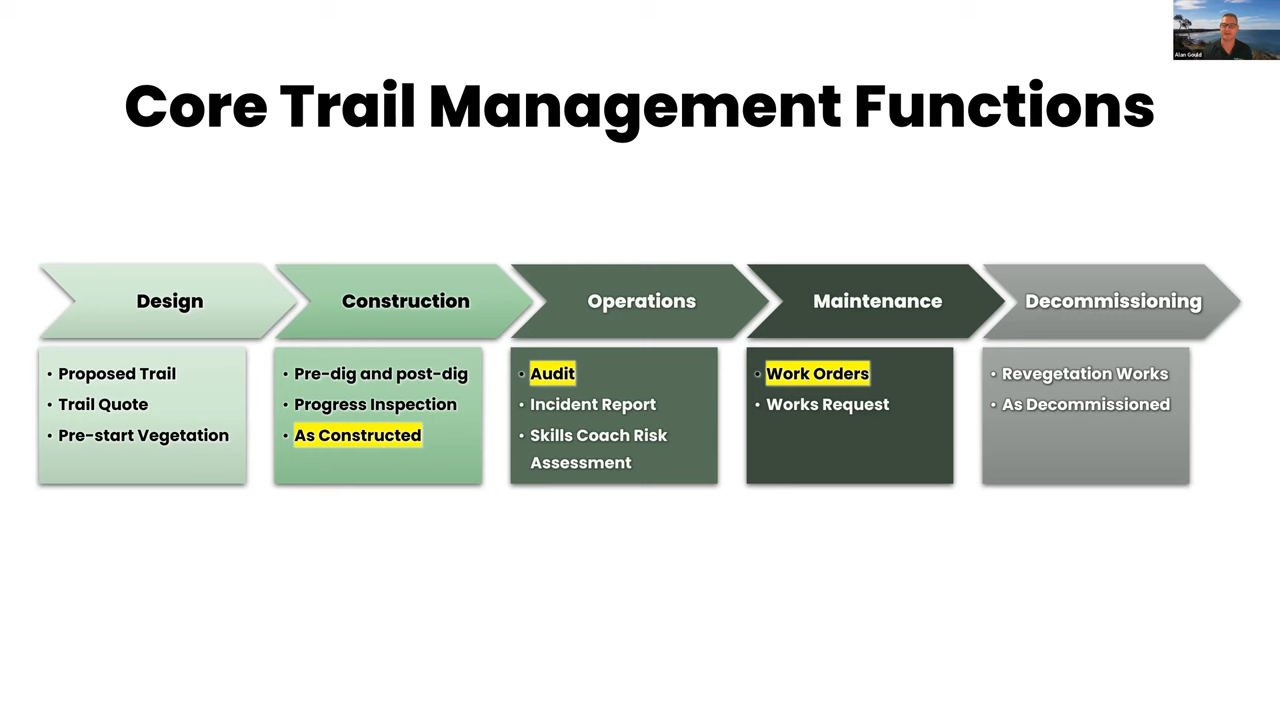 Alan Gould
Core Trail Management Functions
Design
Construction
Operations
Maintenance
Decommissioning
• Proposed Trail
• Trail Quote
• Pre-start Vegetation
• Pre-dig and post-dig
• Progress Inspection
• As Constructed
• Audit
• Incident Report
• Skills Coach Risk
Assessment
• Work Orders
• Works Request
• Revegetation Works
• As Decommissioned